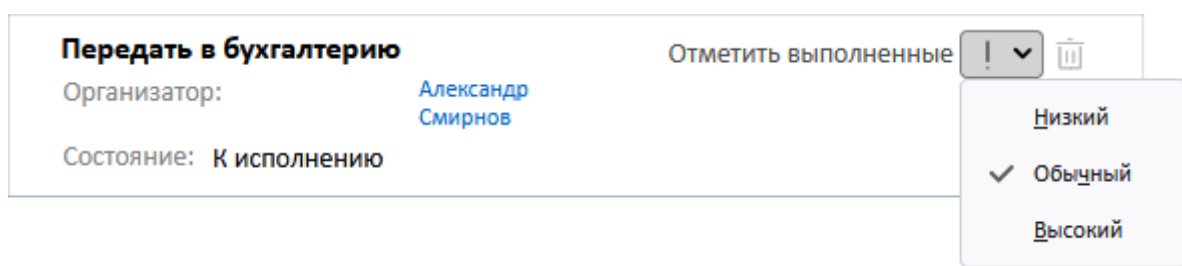 Передать в бухгалтерию
Отметить выполненные
Организатор:
Александр
Смирнов
Состояние: К исполнению
Низкий
Обычный
Высокий